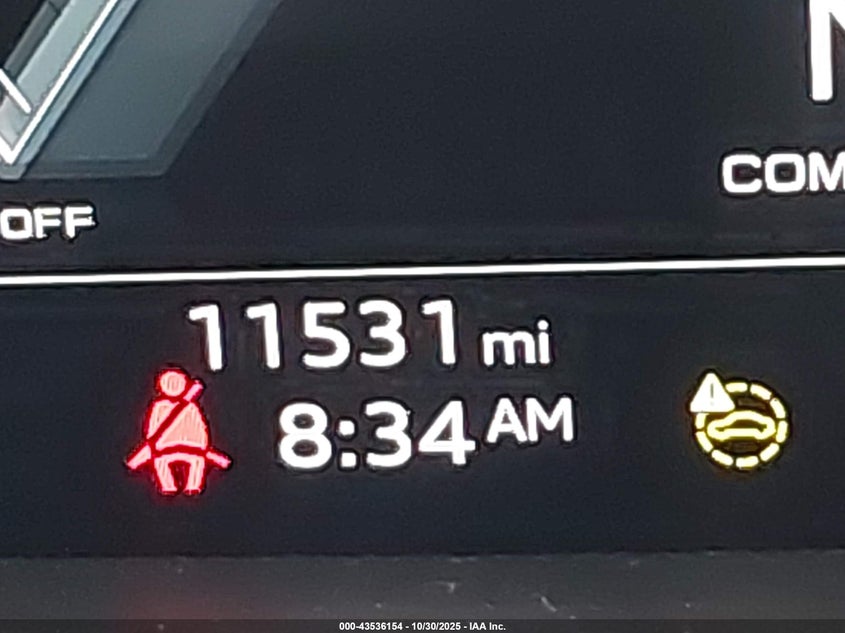 OFF
COM
11531 mi
8:34 AM
000-43536154 - 10/30/2025 - IAA Inc.